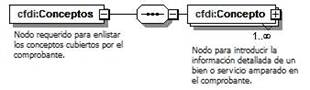 cfdi:Conceptos
Nodo requerido para enlistar
los conceptos cubiertos por el
comprobante.
cfdi:Concepto
1..∞
Nodo para introducir la
información detallada de un
bien o servicio amparado en
el comprobante.